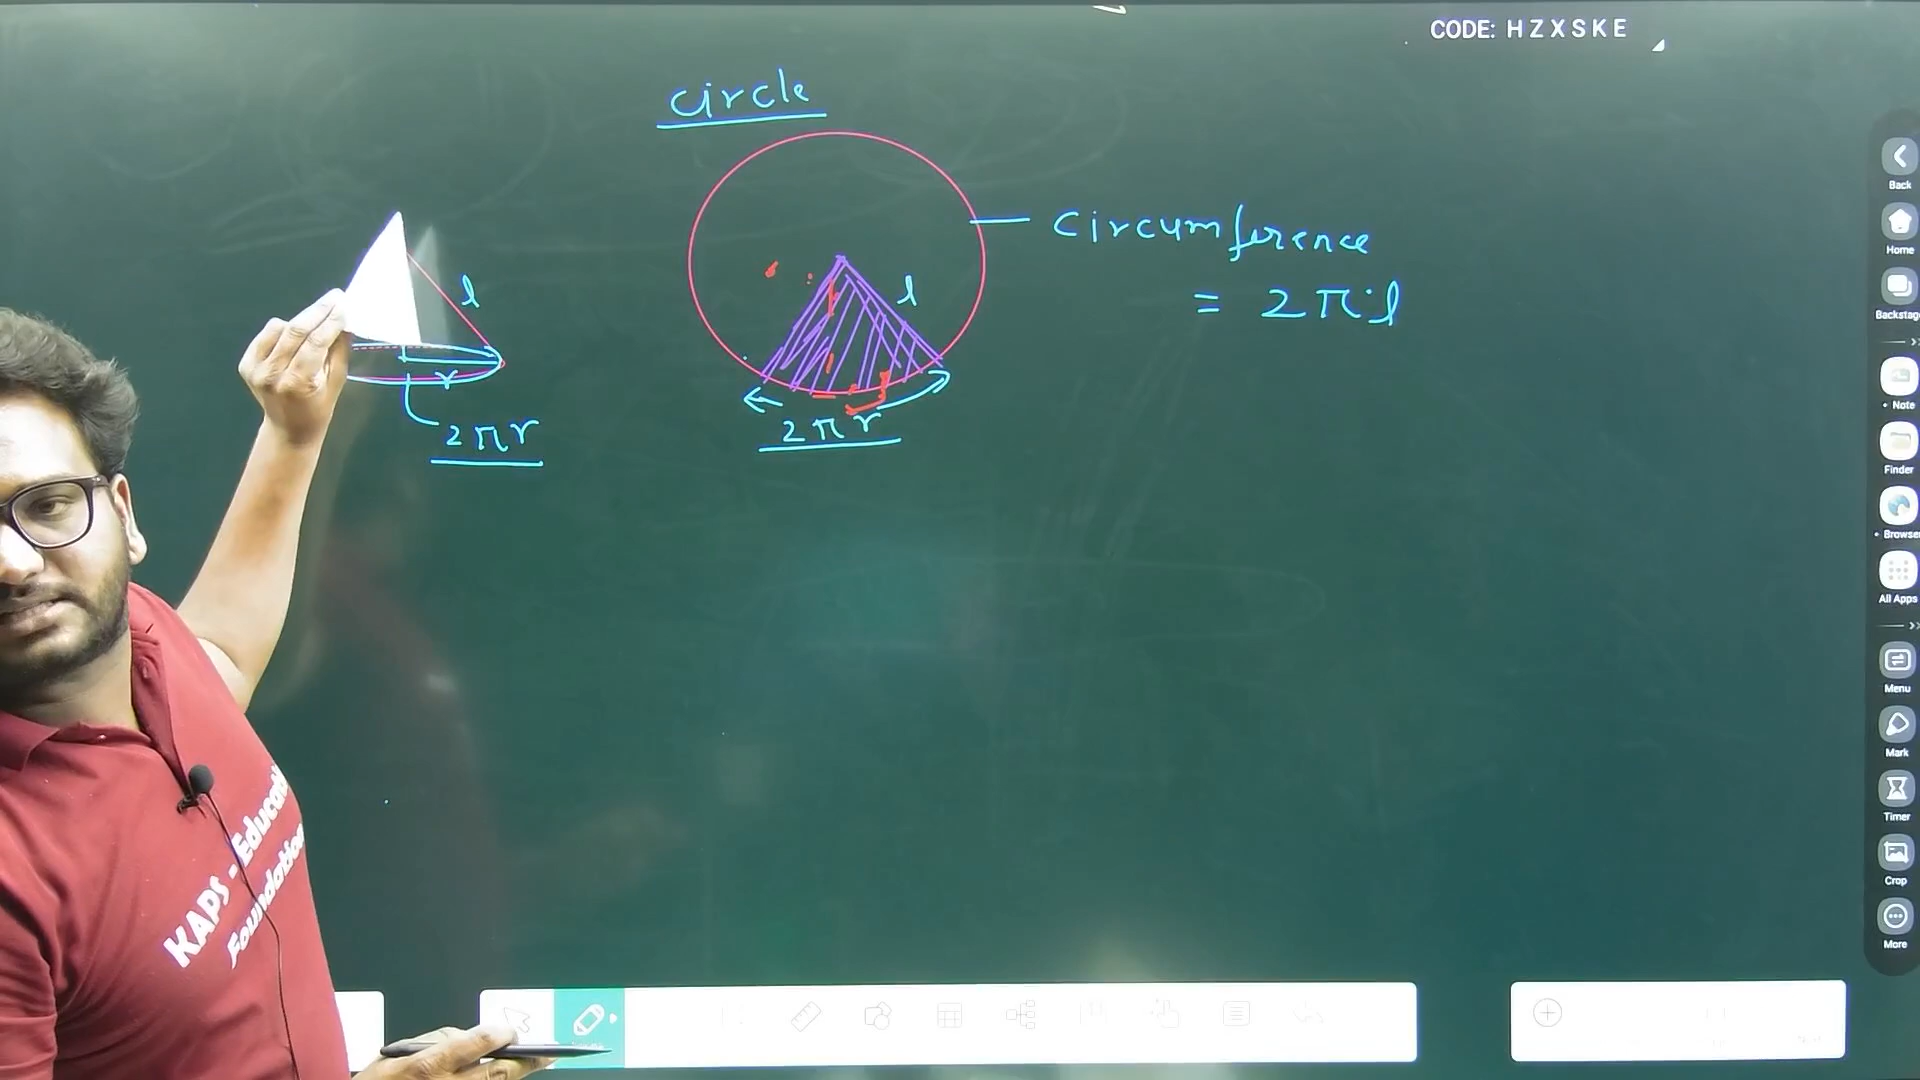 CODE: HZXSKE
circle
Circumference
= 2πl
l
r
2πr
l
2πr
KAPS - Educati
Foundation
Back
Home
Backstag
Note
Finder
Browse
All Apps
Menu
Mark
Timer
Crop
More